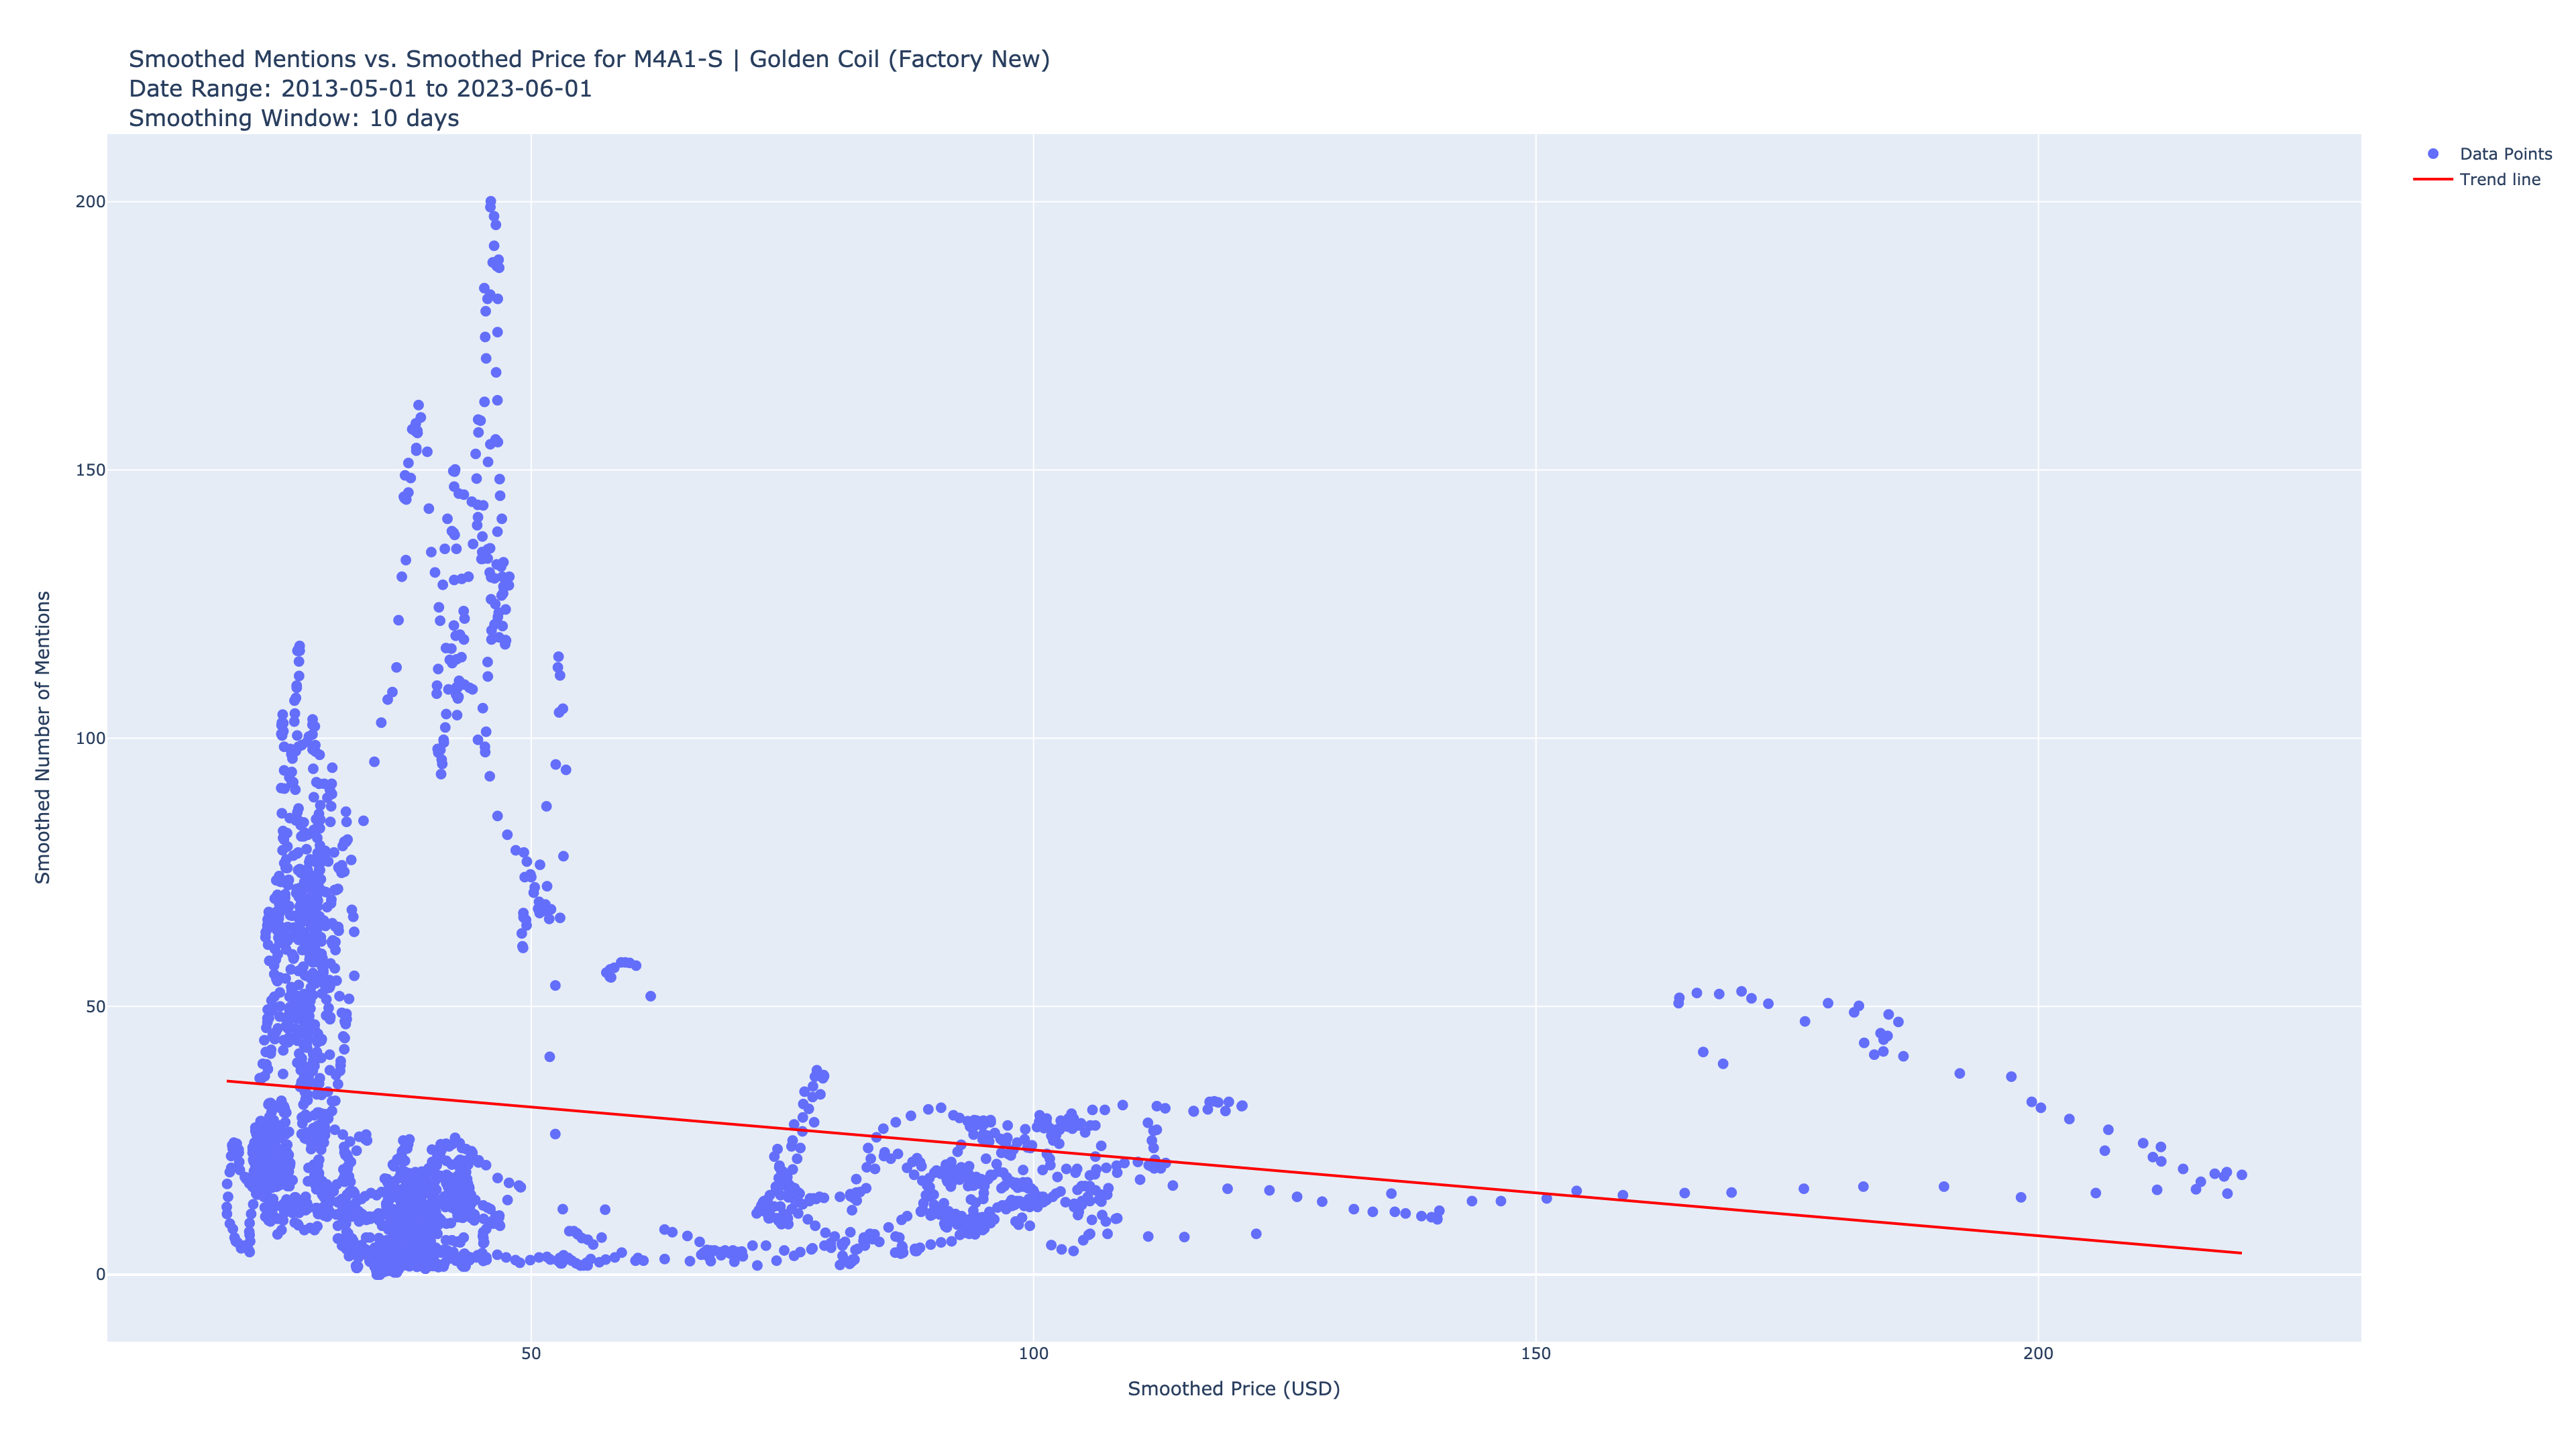 Smoothed Mentions vs. Smoothed Price for M4A1-S | Golden Coil (Factory New)
Date Range: 2013-05-01 to 2023-06-01
Smoothing Window: 10 days
Data Points
Trend line
200
150
100
50
0
Smoothed Number of Mentions
50
100
150
200
Smoothed Price (USD)